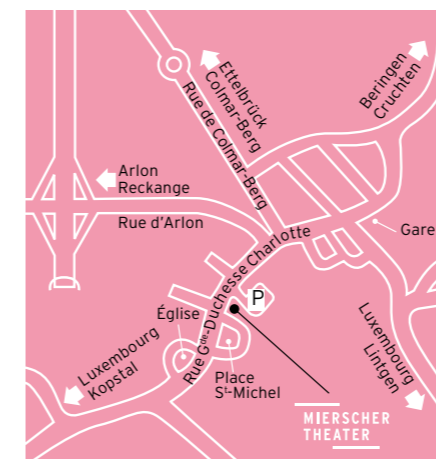 Ettelbrück
Colmar-Berg
Rue de Colmar-Berg
Beringen
Cruchten
Arlon
Reckange
Rue d'Arlon
Gare
Rue Gde-Duchesse Charlotte
P
Église
Luxembourg
Kopstal
Place
St-Michel
Luxembourg
Lintgen
MIERSCHER
THEATER